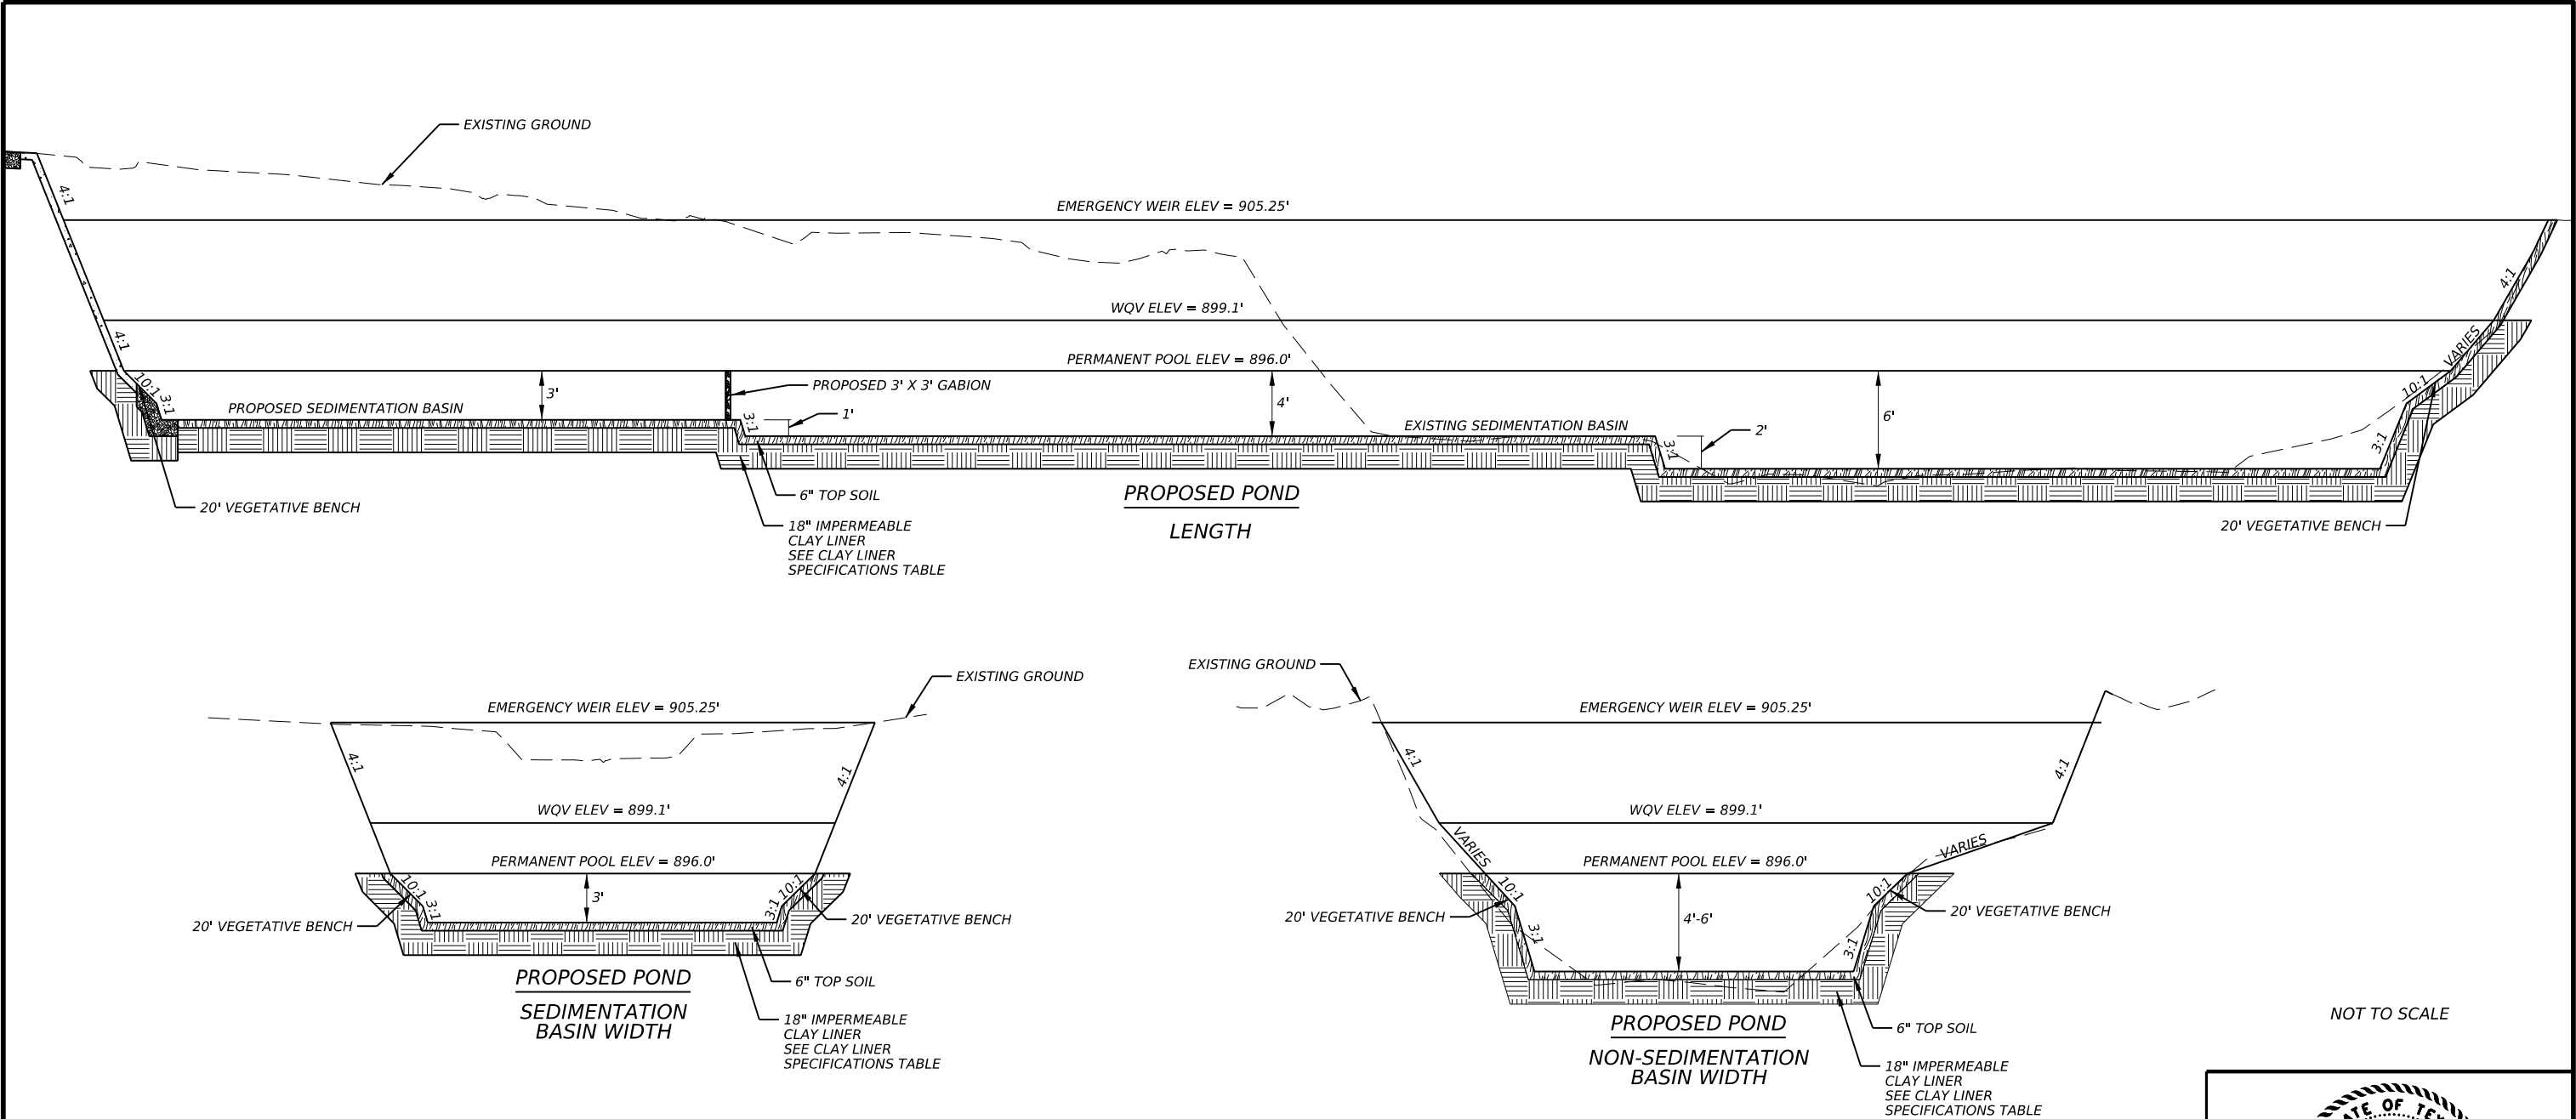 EXISTING GROUND
4:1
EMERGENCY WEIR ELEV = 905.25'
4:1
WQV ELEV = 899.1'
4:1
VARIES
PERMANENT POOL ELEV = 896.0'
10:1
3:1
3'
PROPOSED 3' X 3' GABION
4'
6'
10:1
PROPOSED SEDIMENTATION BASIN
3:1
1'
EXISTING SEDIMENTATION BASIN
3:1
2'
3:1
20' VEGETATIVE BENCH
6" TOP SOIL
18" IMPERMEABLE
CLAY LINER
SEE CLAY LINER
SPECIFICATIONS TABLE
PROPOSED POND
LENGTH
20' VEGETATIVE BENCH
EXISTING GROUND
EMERGENCY WEIR ELEV = 905.25'
4:1
4:1
WQV ELEV = 899.1'
PERMANENT POOL ELEV = 896.0'
10:1
3:1
3'
10:1
3:1
20' VEGETATIVE BENCH
20' VEGETATIVE BENCH
PROPOSED POND
SEDIMENTATION
BASIN WIDTH
6" TOP SOIL
18" IMPERMEABLE
CLAY LINER
SEE CLAY LINER
SPECIFICATIONS TABLE
EXISTING GROUND
EMERGENCY WEIR ELEV = 905.25'
4:1
4:1
WQV ELEV = 899.1'
VARIES
VARIES
PERMANENT POOL ELEV = 896.0'
10:1
10:1
20' VEGETATIVE BENCH
4'-6'
20' VEGETATIVE BENCH
3:1
3:1
PROPOSED POND
NON-SEDIMENTATION
BASIN WIDTH
6" TOP SOIL
18" IMPERMEABLE
CLAY LINER
SEE CLAY LINER
SPECIFICATIONS TABLE
NOT TO SCALE
OF